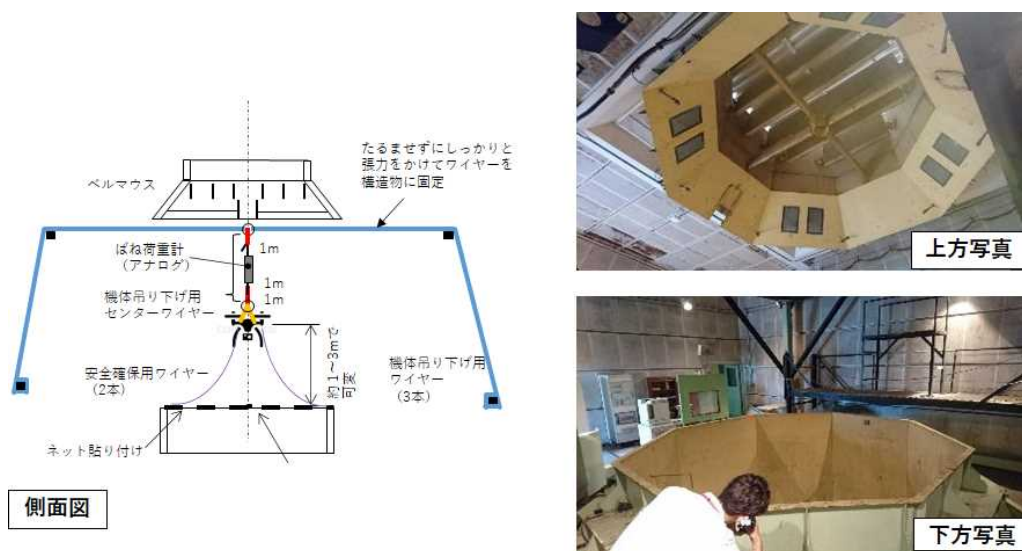 たるませずにしっかりと
張力をかけてワイヤーを
構造物に固定
ベルマウス
ばね荷重計
(アナログ)
1m
1m
1m
機体吊り下げ用
センターワイヤー
約1～3mで
可変
安全確保用ワイヤー
(2本)
機体吊り下げ用
ワイヤー
(3本)
ネット貼り付け
側面図
上方写真
下方写真